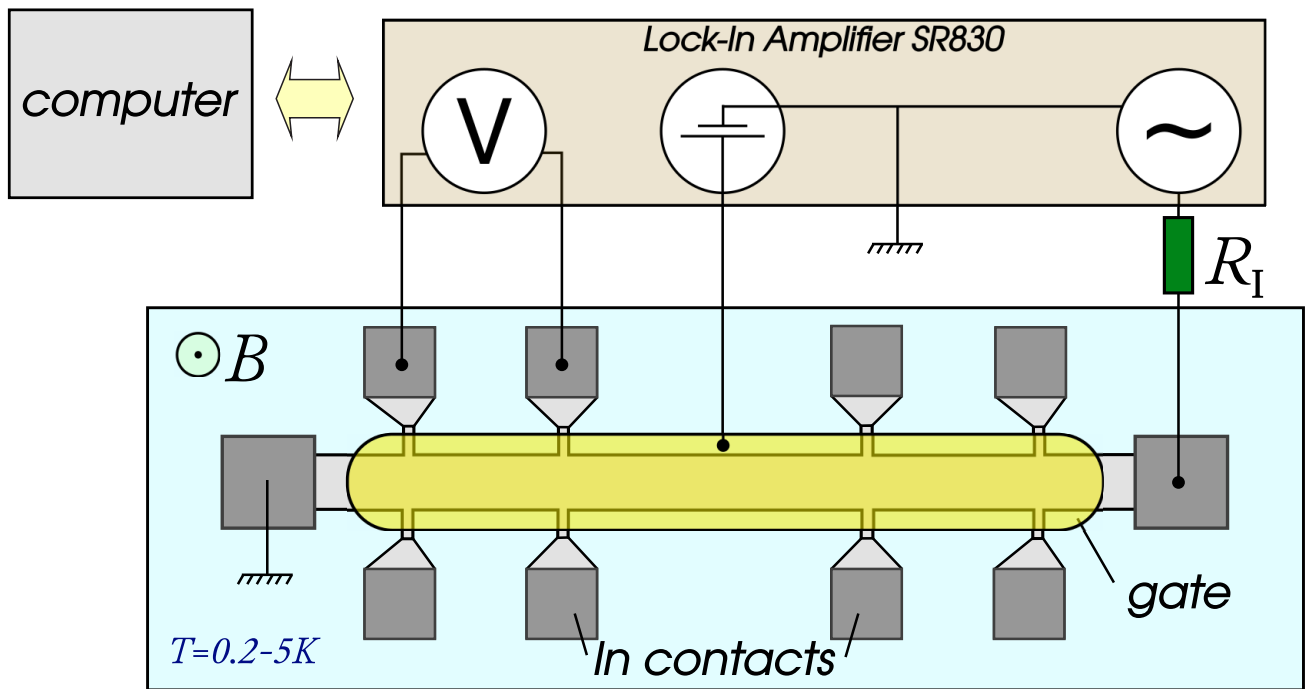 Lock-In Amplifier SR830
computer
V
~
R_I
B
gate
T=0.2-5K
In contacts